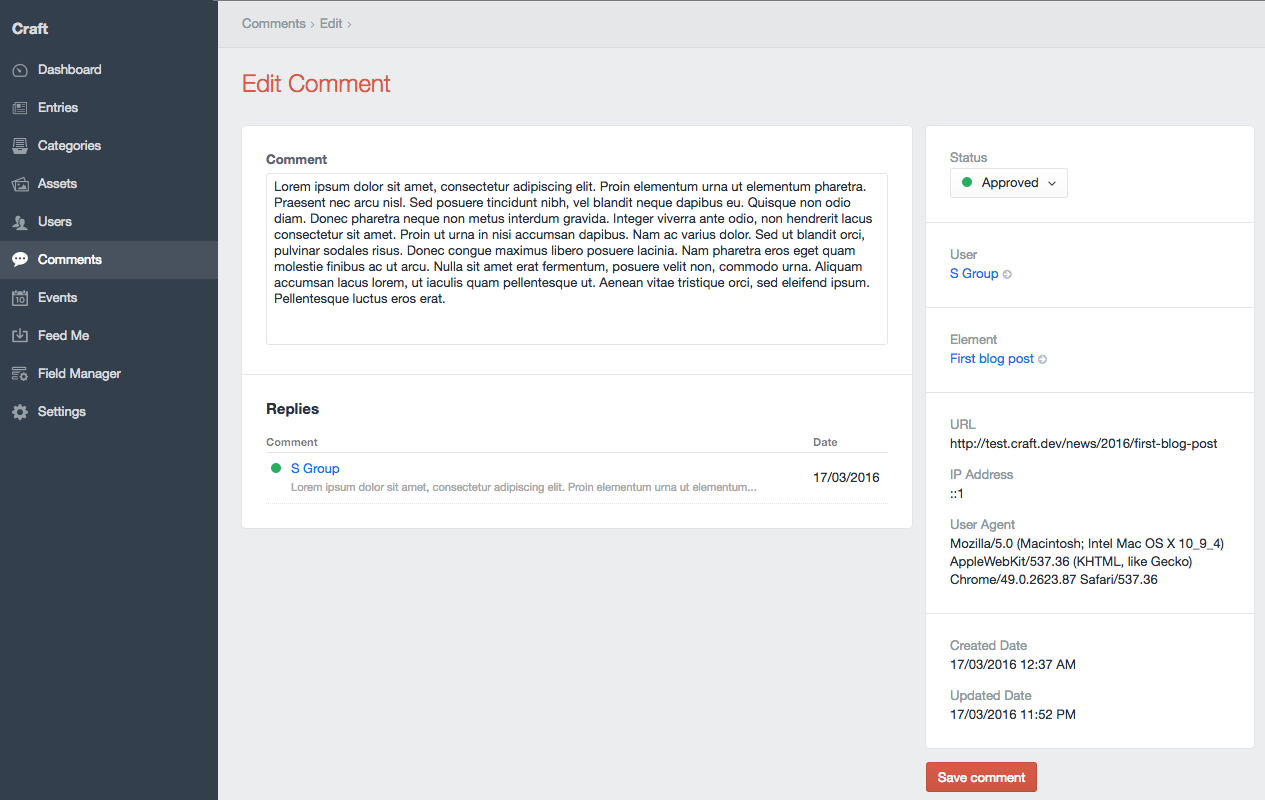 Craft
Dashboard
Entries
Categories
Assets
Users
Comments
10
Events
Feed Me
Field Manager
Settings
Comments › Edit ›
Edit Comment
Comment
Lorem ipsum dolor sit amet, consectetur adipiscing elit. Proin elementum urna ut elementum pharetra.
Praesent nec arcu nisl. Sed posuere tincidunt nibh, vel blandit neque dapibus eu. Quisque non odio
diam. Donec pharetra neque non metus interdum gravida. Integer viverra ante odio, non hendrerit lacus
consectetur sit amet. Proin ut urna in nisi accumsan dapibus. Nam ac varius dolor. Sed ut blandit orci,
pulvinar sodales risus. Donec congue maximus libero posuere lacinia. Nam pharetra eros eget quam
molestie finibus ac ut arcu. Nulla sit amet erat fermentum, posuere velit non, commodo urna. Aliquam
accumsan lacus lorem, ut iaculis quam pellentesque ut. Aenean vitae tristique orci, sed eleifend ipsum.
Pellentesque luctus eros erat.
Replies
Comment Date
S Group
Lorem ipsum dolor sit amet, consectetur adipiscing elit. Proin elementum urna ut elementum...
17/03/2016
Status
Approved
User
S Group
Element
First blog post
URL
http://test.craft.dev/news/2016/first-blog-post
IP Address
::1
User Agent
Mozilla/5.0 (Macintosh; Intel Mac OS X 10_9_4)
AppleWebKit/537.36 (KHTML, like Gecko)
Chrome/49.0.2623.87 Safari/537.36
Created Date
17/03/2016 12:37 AM
Updated Date
17/03/2016 11:52 PM
Save comment